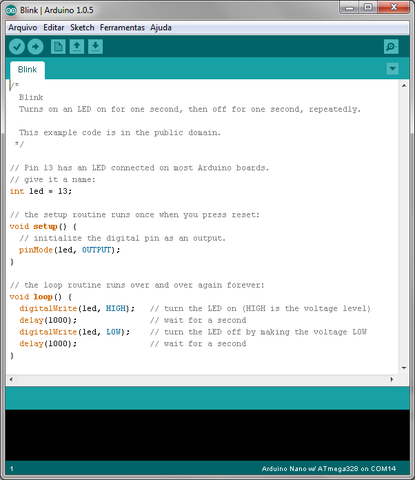 Blink | Arduino 1.0.5
Arquivo Editar Sketch Ferramentas Ajuda
Blink
/*
  Blink
  Turns on an LED on for one second, then off for one second, repeatedly.

  This example code is in the public domain.
 */

// Pin 13 has an LED connected on most Arduino boards.
// give it a name:
int led = 13;

// the setup routine runs once when you press reset:
void setup() {
  // initialize the digital pin as an output.
  pinMode(led, OUTPUT);
}

// the loop routine runs over and over again forever:
void loop() {
  digitalWrite(led, HIGH);   // turn the LED on (HIGH is the voltage level)
  delay(1000);               // wait for a second
  digitalWrite(led, LOW);    // turn the LED off by making the voltage LOW
  delay(1000);               // wait for a second
}
1 Arduino Nano w/ ATmega328 on COM14